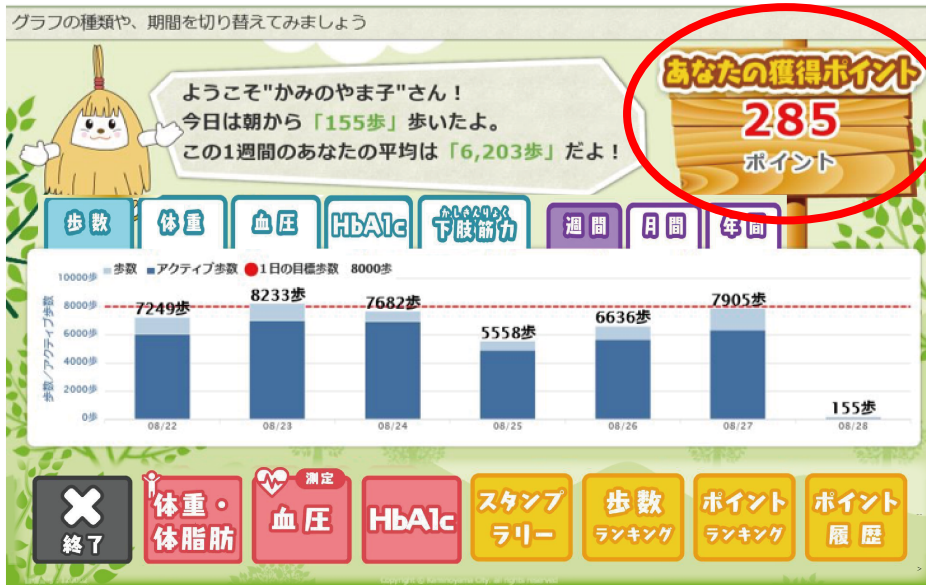 グラフの種類や、期間を切り替えてみましょう
ようこそ"かみのやま子"さん！
今日は朝から「155歩」歩いたよ。
この1週間のあなたの平均は「6,203歩」だよ！
あなたの獲得ポイント
285
ポイント
歩数 体重 血圧 HbA1c かしきんりょく 下肢筋力 週間 月間 年間
歩数 アクティブ歩数 1日の目標歩数 8000歩
歩数/アクティブ歩数
10000歩
8000歩
6000歩
4000歩
2000歩
0歩
7249歩 8233歩 7682歩 5558歩 6636歩 7905歩 155歩
08/22 08/23 08/24 08/25 08/26 08/27 08/28
× 終了
体重・
体脂肪
測定
血圧
HbA1c
スタンプ
ラリー
歩数
ランキング
ポイント
ランキング
ポイント
履歴
Copyright © Kaminoyama City. all rights reserved